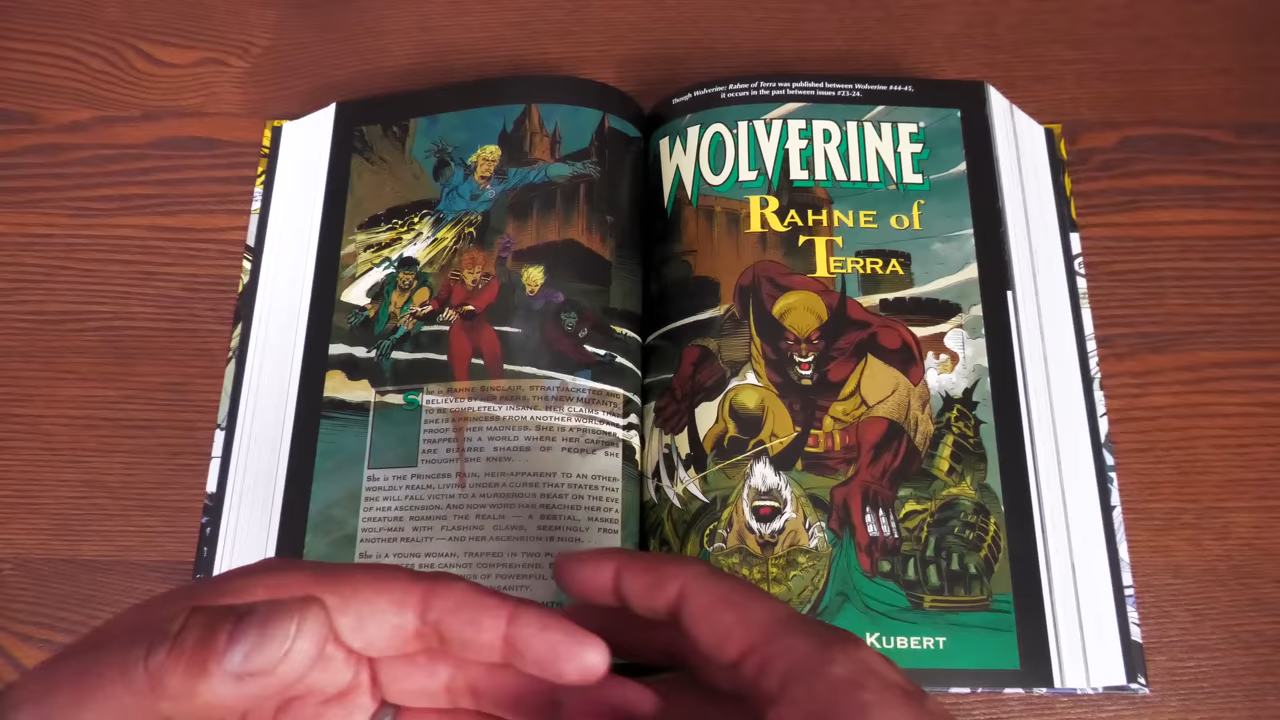 She is Rahne Sinclair, straitjacketed and
believed by her peers, the New Mutants,
to be completely insane. Her claims that
she is a princess from another world are
proof of her madness. She is a prisoner,
trapped in a world where her captors
are bizarre shades of people she
thought she knew. . .
She is the Princess Rain, heir-apparent to an other-
worldly realm, living under a curse that states that
she will fall victim to a murderous beast on the eve
of her ascension. And now word has reached her of a
creature roaming the realm — a bestial, masked
wolf-man with flashing claws, seemingly from
another reality — and her ascension is nigh. . .
She is a young woman, trapped in two
she cannot comprehend.
of powerful
insanity.
Though Wolverine: Rahne of Terra was published between Wolverine #44-45,
it occurs in the past between issues #23-24.
WOLVERINE
RAHNE of
TERRA
KUBERT